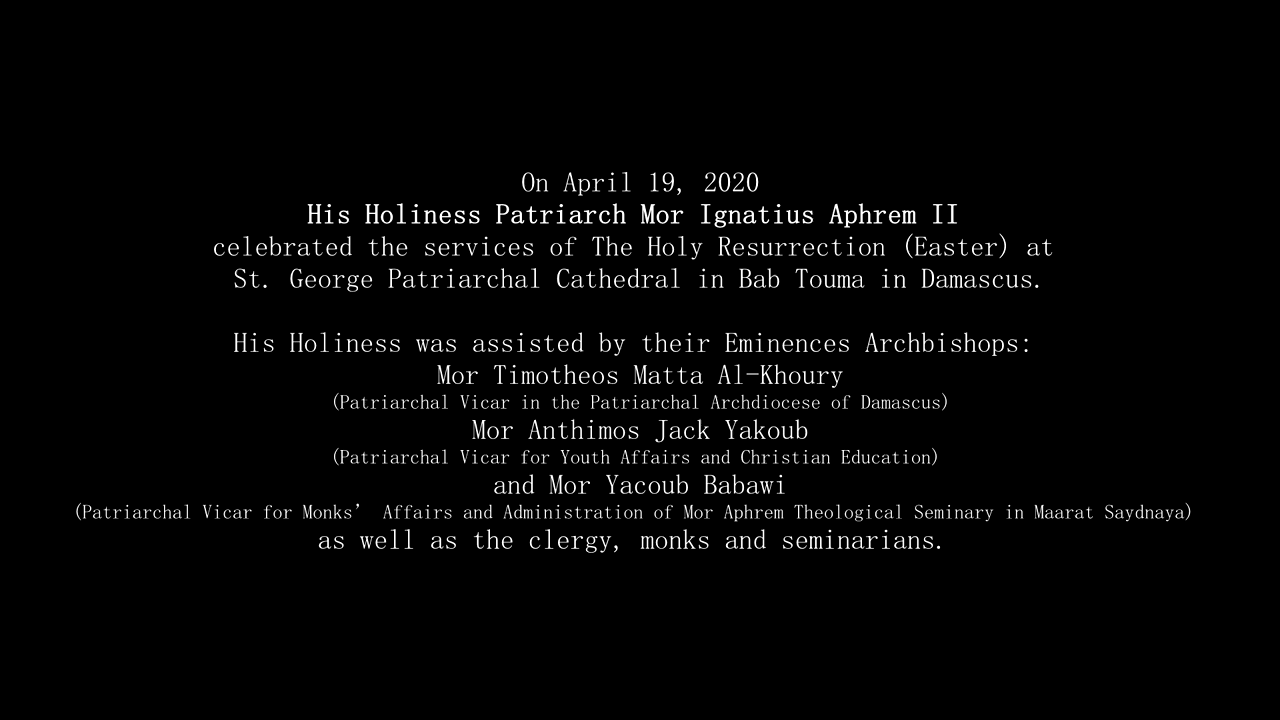 On April 19, 2020
His Holiness Patriarch Mor Ignatius Aphrem II
celebrated the services of The Holy Resurrection (Easter) at
St. George Patriarchal Cathedral in Bab Touma in Damascus.
His Holiness was assisted by their Eminences Archbishops:
Mor Timotheos Matta Al-Khoury
(Patriarchal Vicar in the Patriarchal Archdiocese of Damascus)
Mor Anthimos Jack Yakoub
(Patriarchal Vicar for Youth Affairs and Christian Education)
and Mor Yacoub Babawi
(Patriarchal Vicar for Monks’ Affairs and Administration of Mor Aphrem Theological Seminary in Maarat Saydnaya)
as well as the clergy, monks and seminarians.